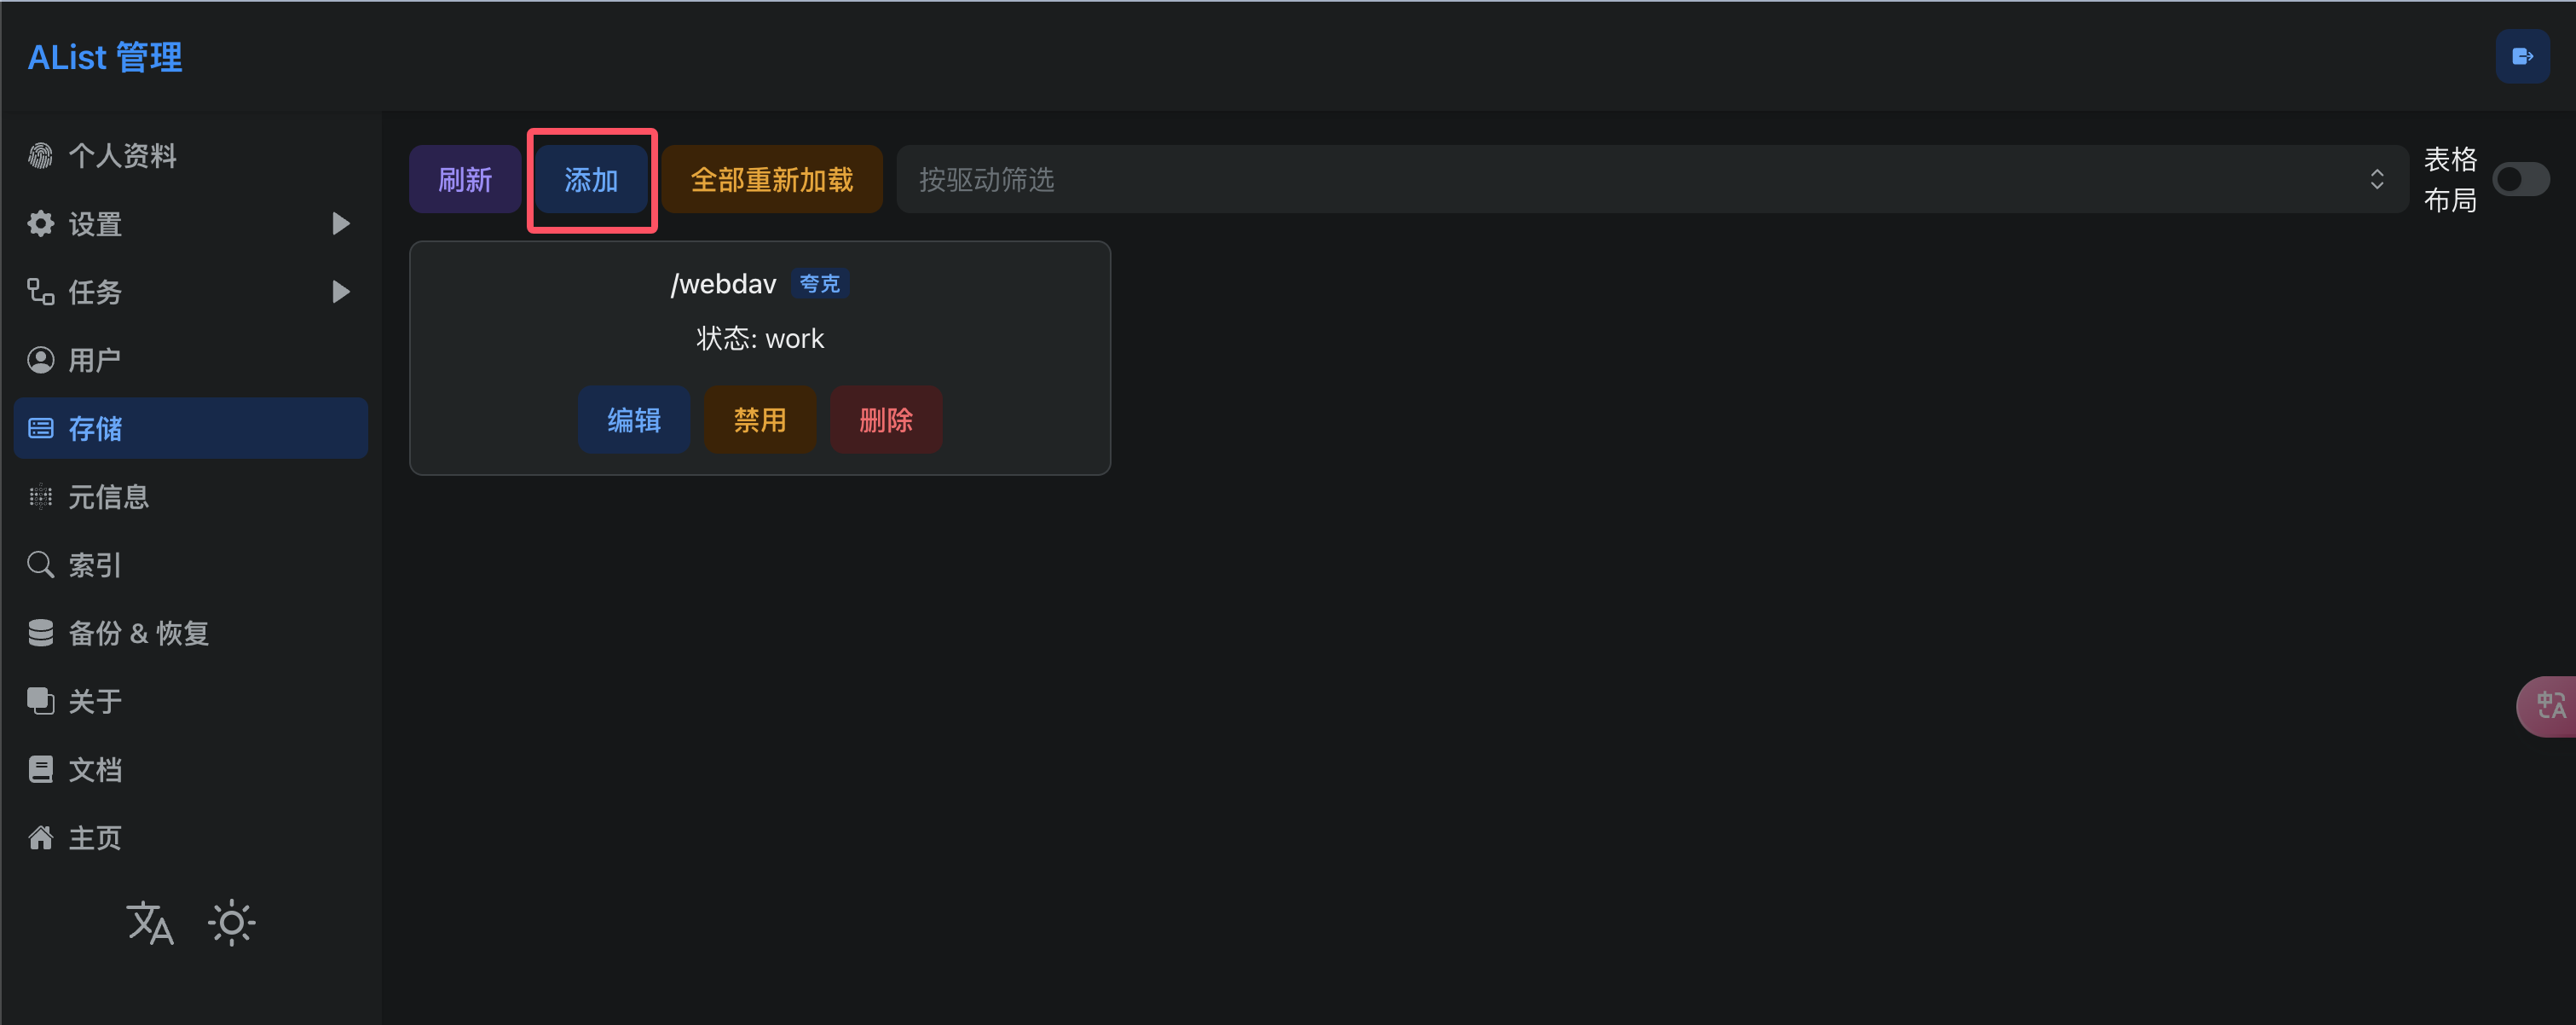 AList 管理
个人资料
设置
任务
用户
存储
元信息
索引
备份 & 恢复
关于
文档
主页
刷新
添加
全部重新加载
按驱动筛选
表格
布局
/webdav 夸克
状态: work
编辑
禁用
删除